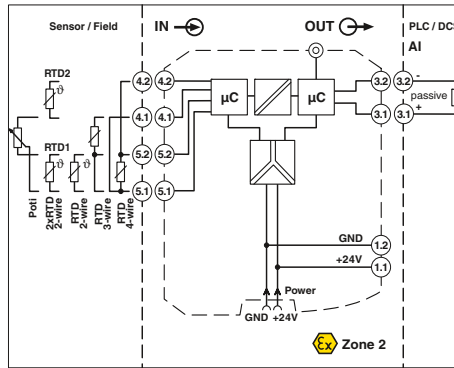 Sensor / Field
IN
OUT
PLC / DCS
AI
RTD2
ϑ
RTD1
ϑ
ϑ
Poti
2xRTD
2-wire
RTD
2-wire
RTD
3-wire
RTD
4-wire
4.2 4.2
4.1 4.1
5.2 5.2
5.1 5.1
µC
µC
3.2 3.2 -
passive
3.1 3.1 +
GND 1.2
+24V 1.1
Power
GND +24V
Ex Zone 2